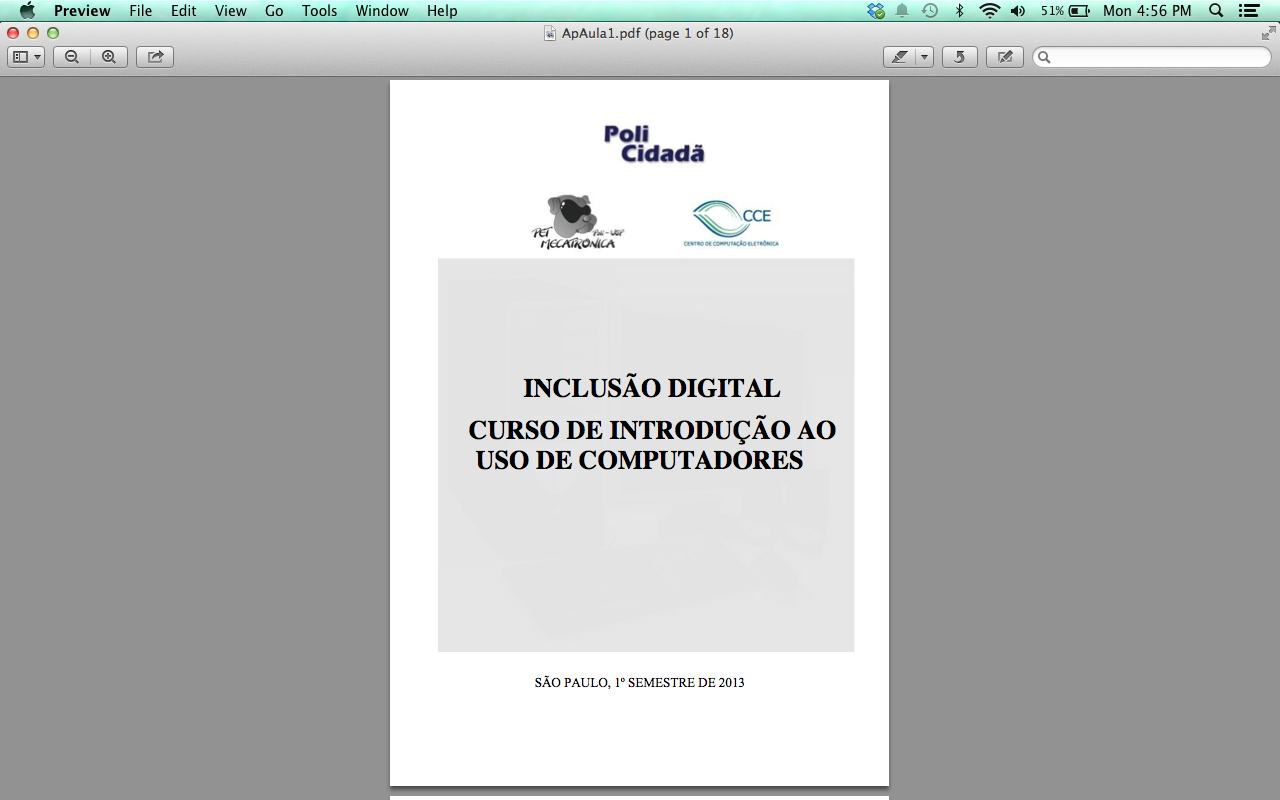 Preview File Edit View Go Tools Window Help 51% Mon 4:56 PM
ApAula1.pdf (page 1 of 18)
Poli
Cidadã
PET Poli - USP
MECATRÔNICA
CCE
CENTRO DE COMPUTAÇÃO ELETRÔNICA
INCLUSÃO DIGITAL
CURSO DE INTRODUÇÃO AO
USO DE COMPUTADORES
SÃO PAULO, 1º SEMESTRE DE 2013